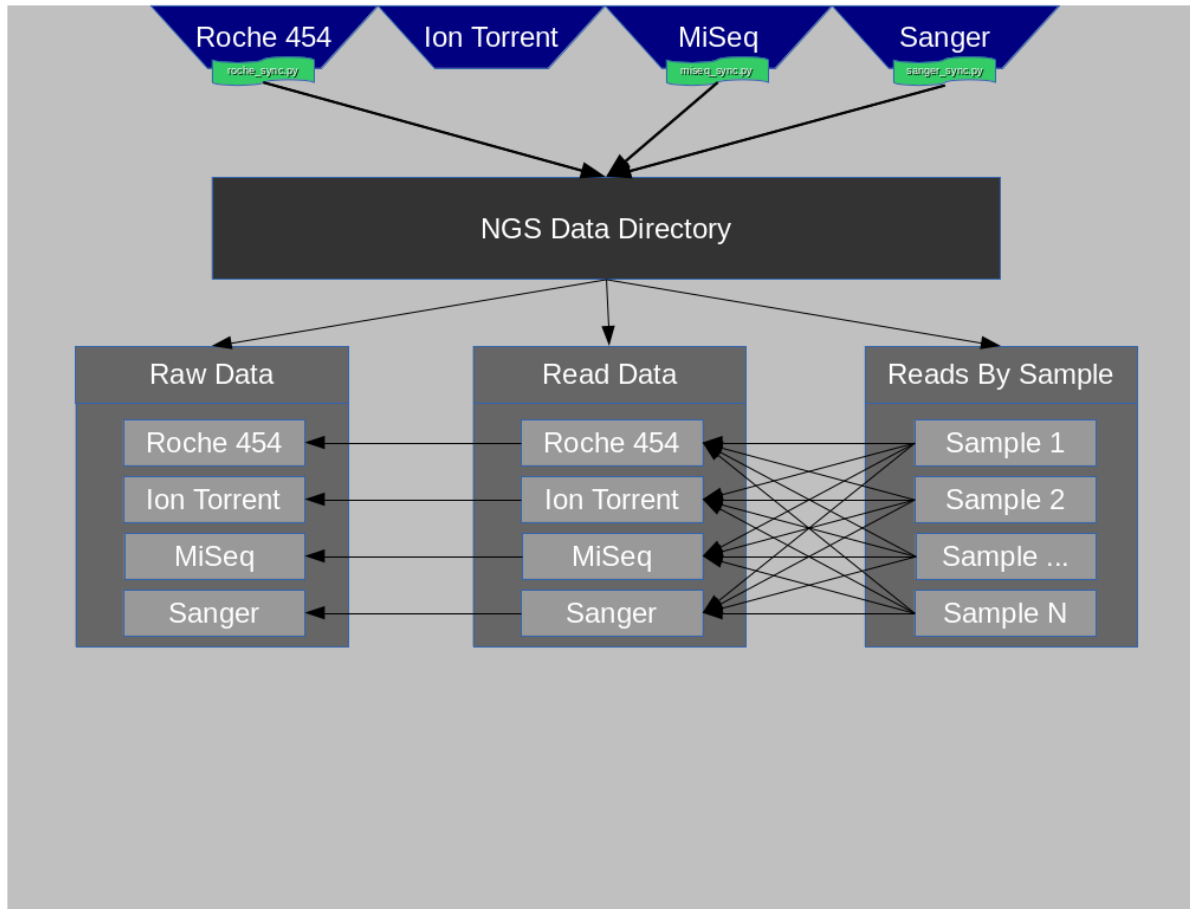 Roche 454
Ion Torrent
MiSeq
Sanger
roche_sync.py
miseq_sync.py
sanger_sync.py
NGS Data Directory
Raw Data
Read Data
Reads By Sample
Roche 454
Roche 454
Sample 1
Ion Torrent
Ion Torrent
Sample 2
MiSeq
MiSeq
Sample ...
Sanger
Sanger
Sample N